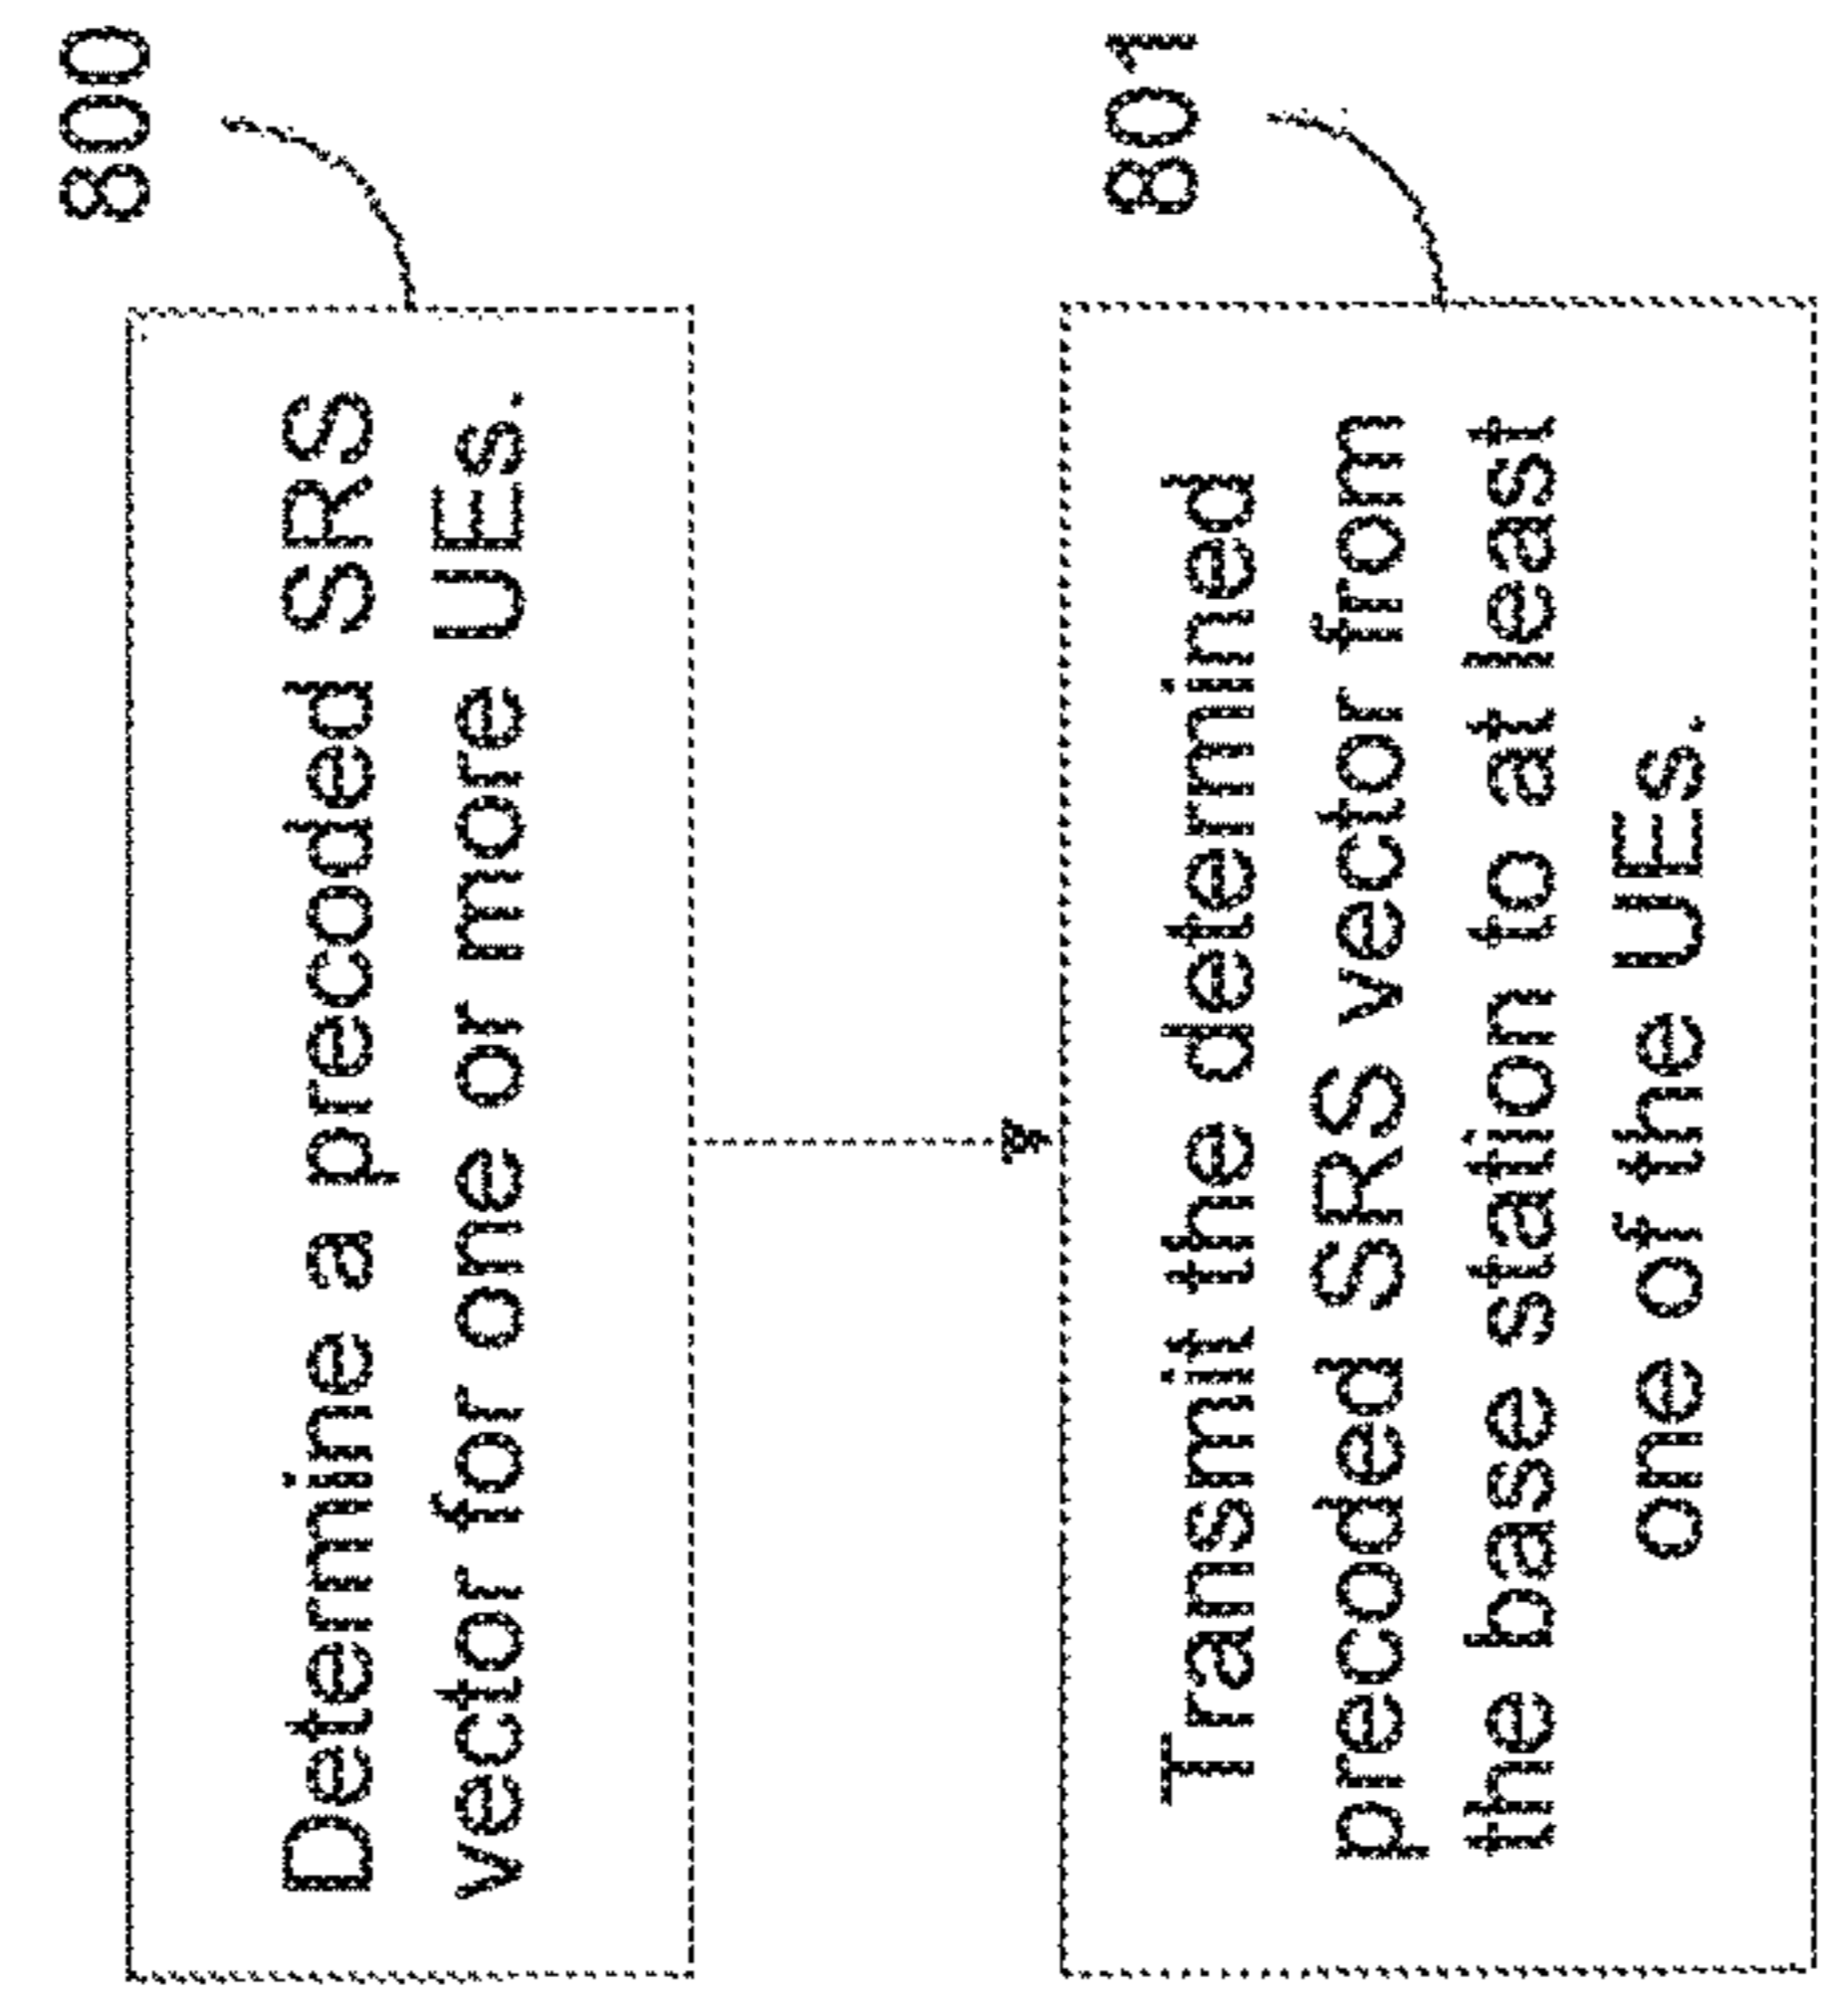 800
Determine a precoded SRS
vector for one or more UEs.
801
Transmit the determined
precoded SRS vector from
the base station to at least
one of the UEs.